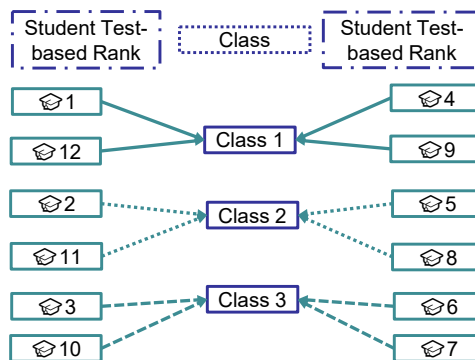 Student Test-
based Rank
Class
Student Test-
based Rank
1
4
12
Class 1
9
2
5
Class 2
11
8
3
6
Class 3
10
7